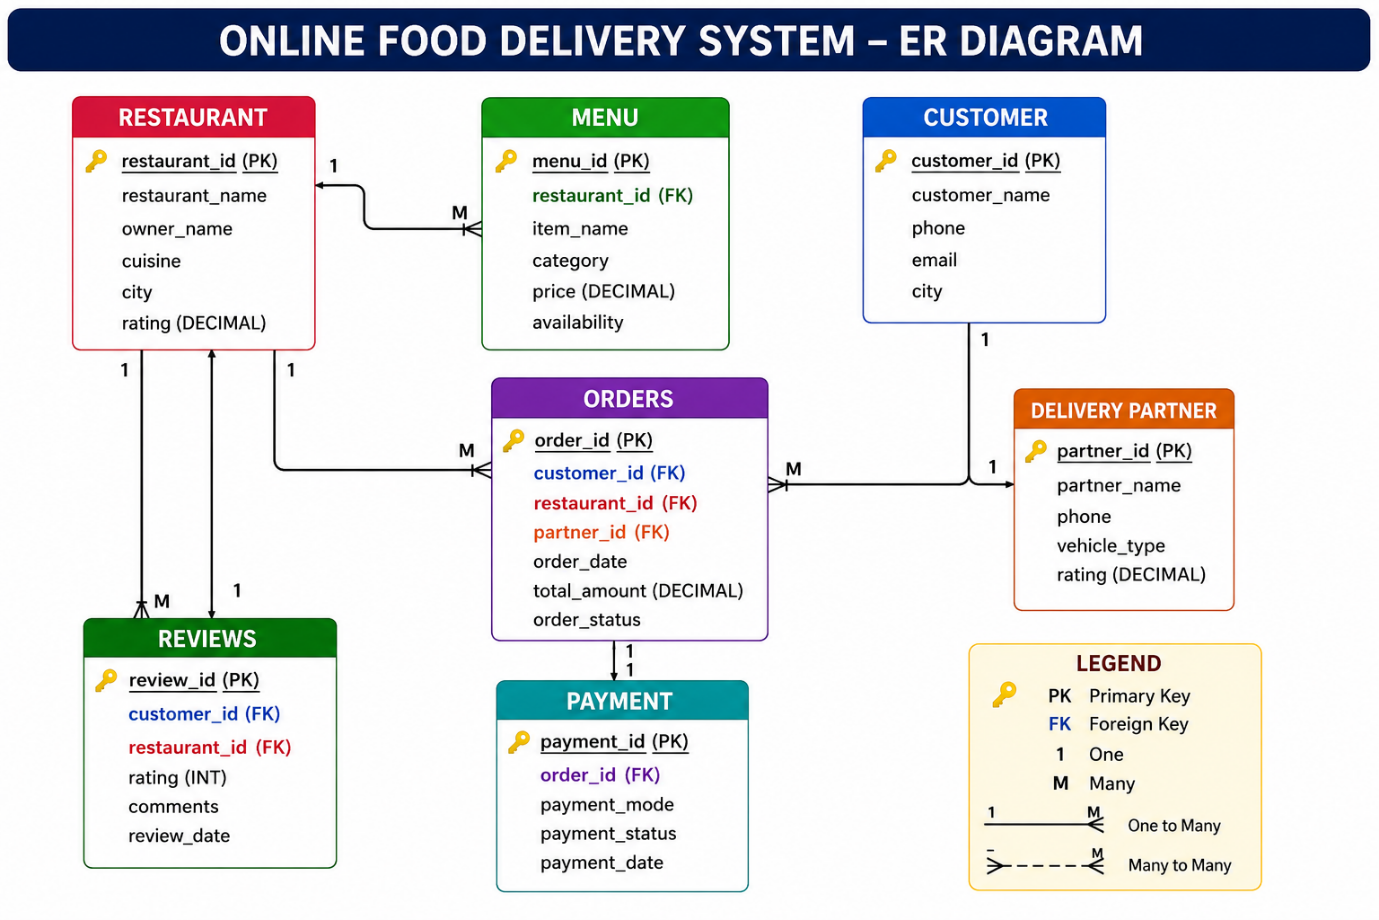 ONLINE FOOD DELIVERY SYSTEM – ER DIAGRAM
RESTAURANT
restaurant_id (PK)
restaurant_name
owner_name
cuisine
city
rating (DECIMAL)
1
M
MENU
menu_id (PK)
restaurant_id (FK)
item_name
category
price (DECIMAL)
availability
CUSTOMER
customer_id (PK)
customer_name
phone
email
city
1
1
1
M
ORDERS
order_id (PK)
customer_id (FK)
restaurant_id (FK)
partner_id (FK)
order_date
total_amount (DECIMAL)
order_status
M
1
DELIVERY PARTNER
partner_id (PK)
partner_name
phone
vehicle_type
rating (DECIMAL)
M
1
REVIEWS
review_id (PK)
customer_id (FK)
restaurant_id (FK)
rating (INT)
comments
review_date
1
1
PAYMENT
payment_id (PK)
order_id (FK)
payment_mode
payment_status
payment_date
LEGEND
PK Primary Key
FK Foreign Key
1 One
M Many
1 M One to Many
– M Many to Many